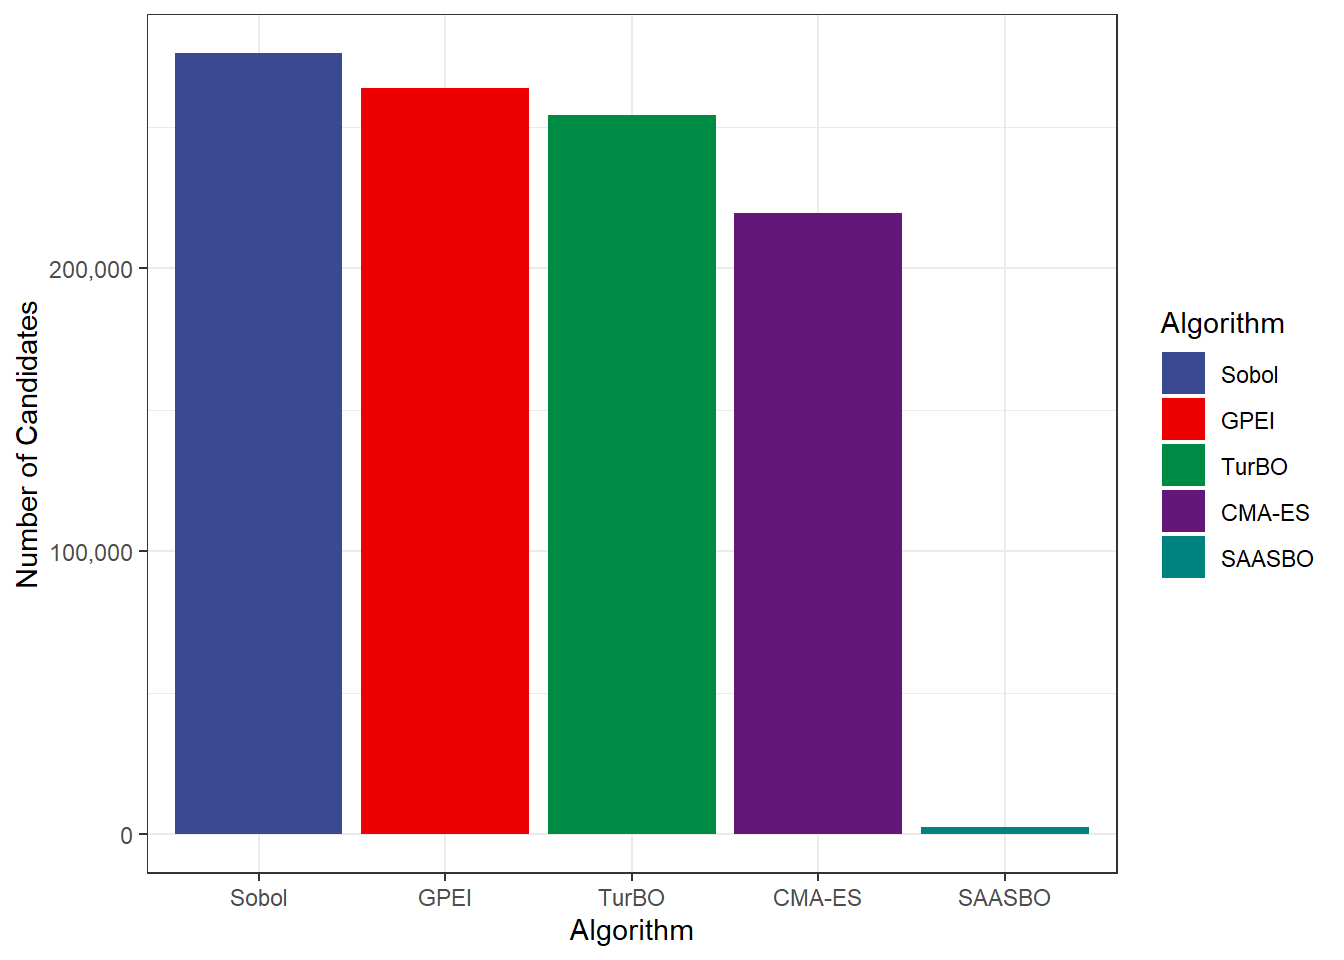 Number of Candidates
200,000
100,000
0
Sobol
GPEI
TurBO
CMA-ES
SAASBO
Algorithm
Algorithm
Sobol
GPEI
TurBO
CMA-ES
SAASBO